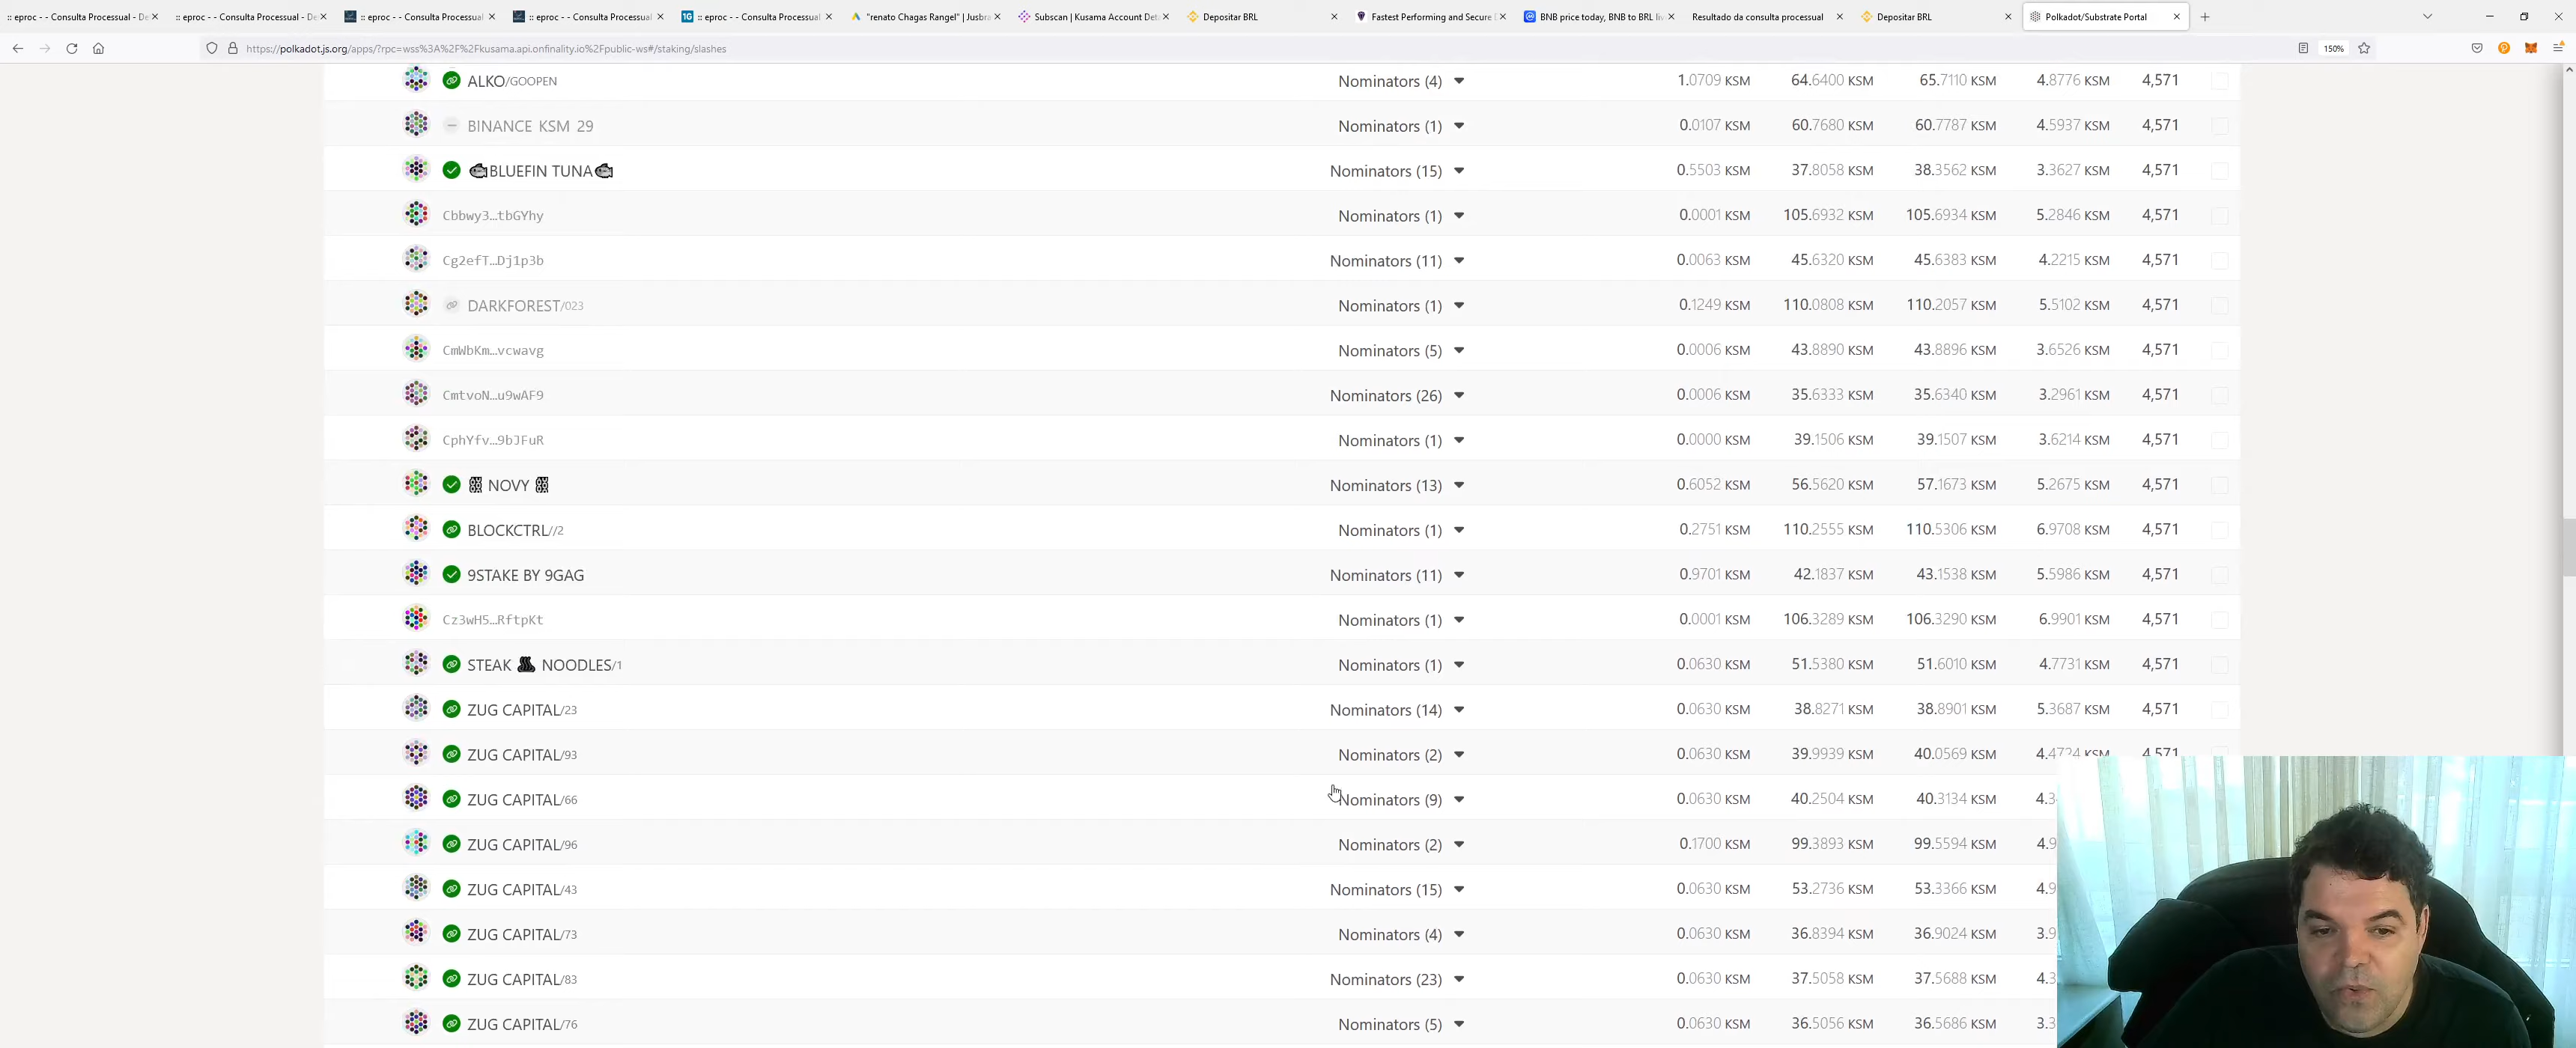 :: eproc - - Consulta Processual - De
:: eproc - - Consulta Processual - De
:: eproc - - Consulta Processual
:: eproc - - Consulta Processual
:: eproc - - Consulta Processual
"renato Chagas Rangel" | Jusbra
Subscan | Kusama Account Deta
Depositar BRL
Fastest Performing and Secure D
BNB price today, BNB to BRL liv
Resultado da consulta processual
Depositar BRL
Polkadot/Substrate Portal
https://polkadot.js.org/apps/?rpc=wss%3A%2F%2Fkusama.api.onfinality.io%2Fpublic-ws#/staking/slashes
150%
ALKO/GOOPEN Nominators (4) 1.0709 KSM 64.6400 KSM 65.7110 KSM 4.8776 KSM 4,571
BINANCE_KSM_29 Nominators (1) 0.0107 KSM 60.7680 KSM 60.7787 KSM 4.5937 KSM 4,571
🐟BLUEFIN TUNA🐟 Nominators (15) 0.5503 KSM 37.8058 KSM 38.3562 KSM 3.3627 KSM 4,571
Cbbwy3…tbGYhy Nominators (1) 0.0001 KSM 105.6932 KSM 105.6934 KSM 5.2846 KSM 4,571
Cg2efT…Dj1p3b Nominators (11) 0.0063 KSM 45.6320 KSM 45.6383 KSM 4.2215 KSM 4,571
DARKFOREST/023 Nominators (1) 0.1249 KSM 110.0808 KSM 110.2057 KSM 5.5102 KSM 4,571
CmWbKm…vcwavg Nominators (5) 0.0006 KSM 43.8890 KSM 43.8896 KSM 3.6526 KSM 4,571
CmtvoN…u9wAF9 Nominators (26) 0.0006 KSM 35.6333 KSM 35.6340 KSM 3.2961 KSM 4,571
CphYfv…9bJFuR Nominators (1) 0.0000 KSM 39.1506 KSM 39.1507 KSM 3.6214 KSM 4,571
NOVY Nominators (13) 0.6052 KSM 56.5620 KSM 57.1673 KSM 5.2675 KSM 4,571
BLOCKCTRL//2 Nominators (1) 0.2751 KSM 110.2555 KSM 110.5306 KSM 6.9708 KSM 4,571
9STAKE BY 9GAG Nominators (11) 0.9701 KSM 42.1837 KSM 43.1538 KSM 5.5986 KSM 4,571
Cz3wH5…RftpKt Nominators (1) 0.0001 KSM 106.3289 KSM 106.3290 KSM 6.9901 KSM 4,571
STEAK NOODLES/1 Nominators (1) 0.0630 KSM 51.5380 KSM 51.6010 KSM 4.7731 KSM 4,571
ZUG CAPITAL/23 Nominators (14) 0.0630 KSM 38.8271 KSM 38.8901 KSM 5.3687 KSM 4,571
ZUG CAPITAL/93 Nominators (2) 0.0630 KSM 39.9939 KSM 40.0569 KSM 4.4724 KSM 4,571
ZUG CAPITAL/66 Nominators (9) 0.0630 KSM 40.2504 KSM 40.3134 KSM
ZUG CAPITAL/96 Nominators (2) 0.1700 KSM 99.3893 KSM 99.5594 KSM 4.9
ZUG CAPITAL/43 Nominators (15) 0.0630 KSM 53.2736 KSM 53.3366 KSM 4.9
ZUG CAPITAL/73 Nominators (4) 0.0630 KSM 36.8394 KSM 36.9024 KSM 3.9
ZUG CAPITAL/83 Nominators (23) 0.0630 KSM 37.5058 KSM 37.5688 KSM 4.3
ZUG CAPITAL/76 Nominators (5) 0.0630 KSM 36.5056 KSM 36.5686 KSM 3.3